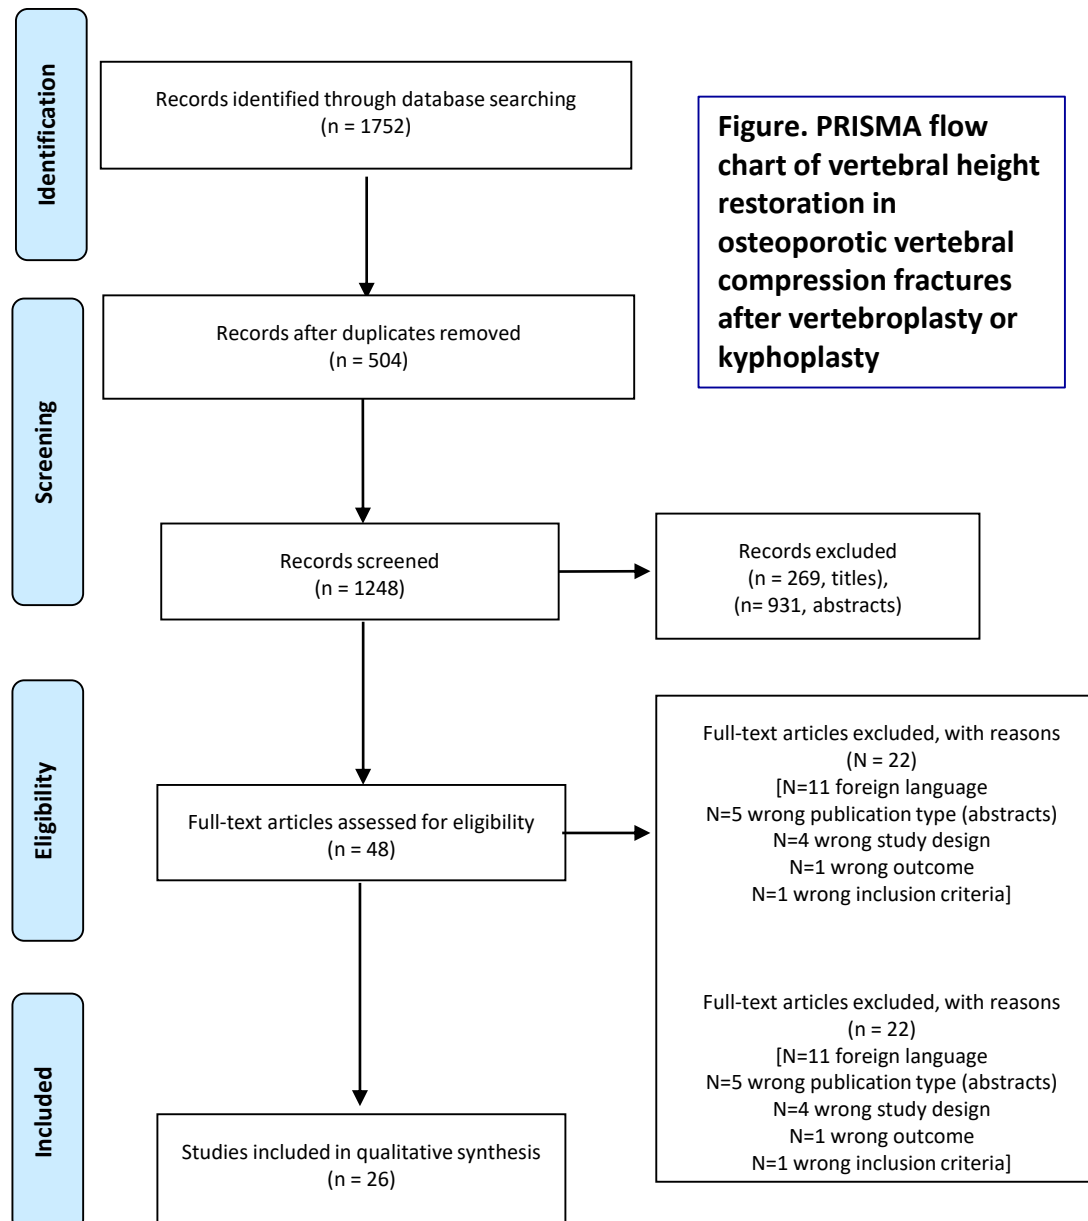 Identification
Records identified through database searching
(n = 1752)
Figure. PRISMA flow
chart of vertebral height
restoration in
osteoporotic vertebral
compression fractures
after vertebroplasty or
kyphoplasty
Screening
Records after duplicates removed
(n = 504)
Records screened
(n = 1248)
Records excluded
(n = 269, titles),
(n= 931, abstracts)
Eligibility
Full-text articles assessed for eligibility
(n = 48)
Full-text articles excluded, with reasons
(N = 22)
[N=11 foreign language
N=5 wrong publication type (abstracts)
N=4 wrong study design
N=1 wrong outcome
N=1 wrong inclusion criteria]
Full-text articles excluded, with reasons
(n = 22)
[N=11 foreign language
N=5 wrong publication type (abstracts)
N=4 wrong study design
N=1 wrong outcome
N=1 wrong inclusion criteria]
Included
Studies included in qualitative synthesis
(n = 26)